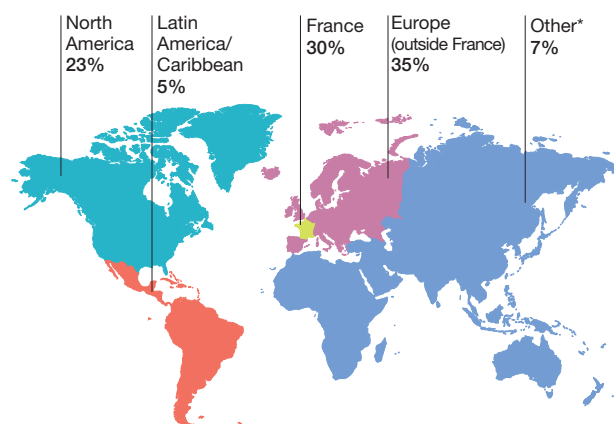 North
America
23%
Latin
America/
Caribbean
5%
France
30%
Europe
(outside France)
35%
Other*
7%